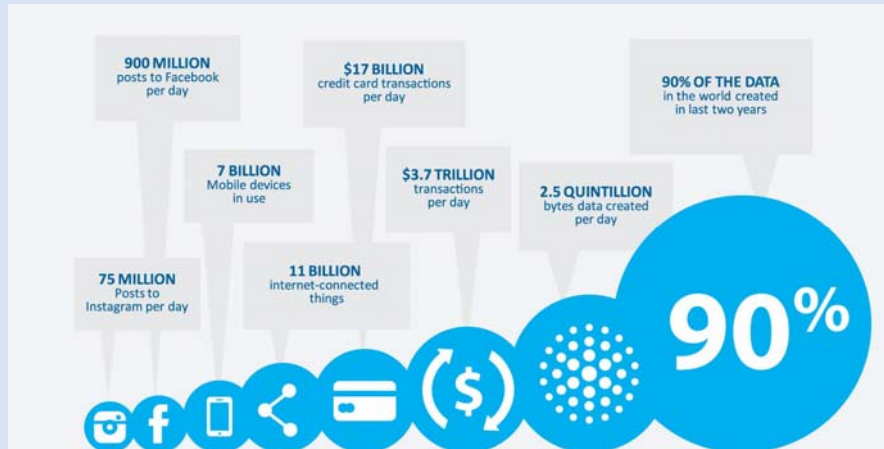 900 MILLION
posts to Facebook
per day
$17 BILLION
credit card transactions
per day
90% OF THE DATA
in the world created
in last two years
7 BILLION
Mobile devices
in use
$3.7 TRILLION
transactions
per day
2.5 QUINTILLION
bytes data created
per day
75 MILLION
Posts to
Instagram per day
11 BILLION
internet-connected
things
90%
$
f